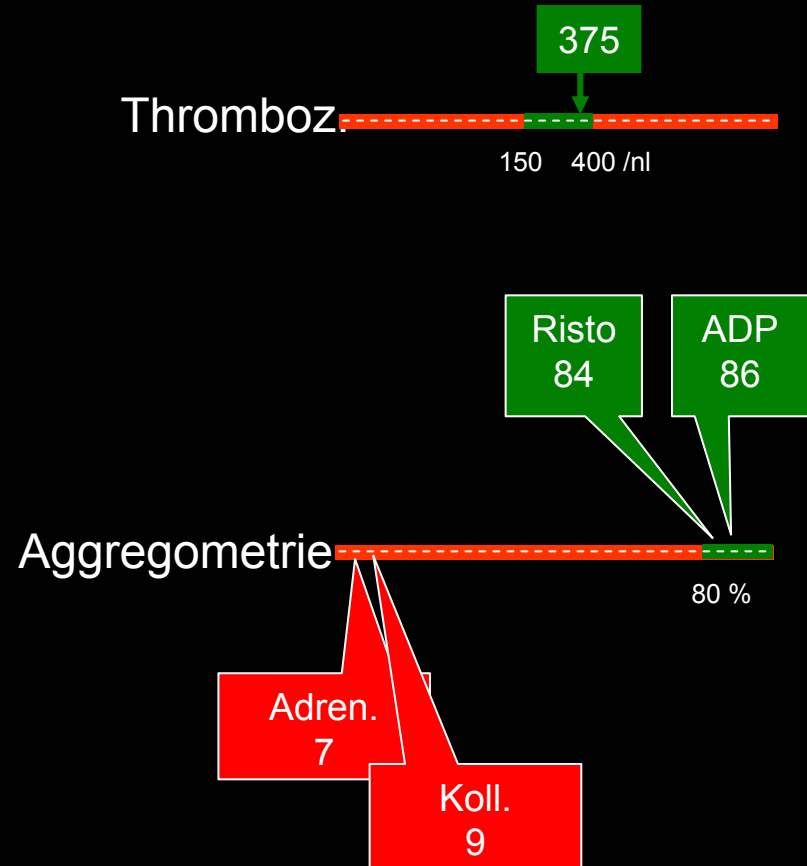 375
Thromboz.
150 400 /nl
Risto
84
ADP
86
Aggregometrie
80 %
Adren.
7
Koll.
9